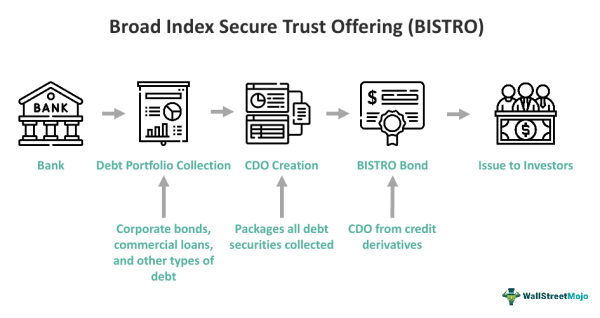 Broad Index Secure Trust Offering (BISTRO)
BANK
$
$
Bank
Debt Portfolio Collection
CDO Creation
BISTRO Bond
Issue to Investors
Corporate bonds,
commercial loans,
and other types of
debt
Packages all debt
securities collected
CDO from credit
derivatives
WallStreetMojo